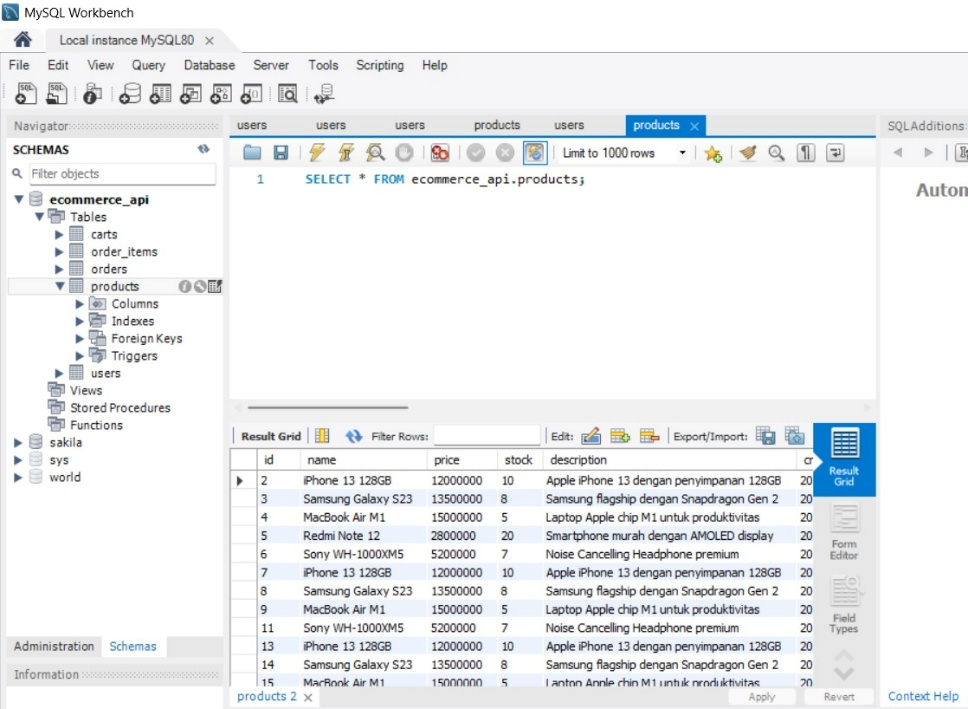 MySQL Workbench
Local instance MySQL80
File Edit View Query Database Server Tools Scripting Help
Navigator
SCHEMAS
Filter objects
ecommerce_api
Tables
carts
order_items
orders
products
Columns
Indexes
Foreign Keys
Triggers
users
Views
Stored Procedures
Functions
sakila
sys
world
Administration Schemas
Information
users users users products users products
Limit to 1000 rows
1 SELECT * FROM ecommerce_api.products;
Result Grid Filter Rows: Edit: Export/Import:
id name price stock description cr
2 iPhone 13 128GB 12000000 10 Apple iPhone 13 dengan penyimpanan 128GB 20
3 Samsung Galaxy S23 13500000 8 Samsung flagship dengan Snapdragon Gen 2 20
4 MacBook Air M1 15000000 5 Laptop Apple chip M1 untuk produktivitas 20
5 Redmi Note 12 2800000 20 Smartphone murah dengan AMOLED display 20
6 Sony WH-1000XM5 5200000 7 Noise Cancelling Headphone premium 20
7 iPhone 13 128GB 12000000 10 Apple iPhone 13 dengan penyimpanan 128GB 20
8 Samsung Galaxy S23 13500000 8 Samsung flagship dengan Snapdragon Gen 2 20
9 MacBook Air M1 15000000 5 Laptop Apple chip M1 untuk produktivitas 20
11 Sony WH-1000XM5 5200000 7 Noise Cancelling Headphone premium 20
13 iPhone 13 128GB 12000000 10 Apple iPhone 13 dengan penyimpanan 128GB 20
14 Samsung Galaxy S23 13500000 8 Samsung flagship dengan Snapdragon Gen 2 20
15 MacBook Air M1 15000000 5 Laptop Apple chip M1 untuk produktivitas 20
Result
Grid
Form
Editor
Field
Types
products 2
Apply Revert
SQLAdditions
Autom
Context Help